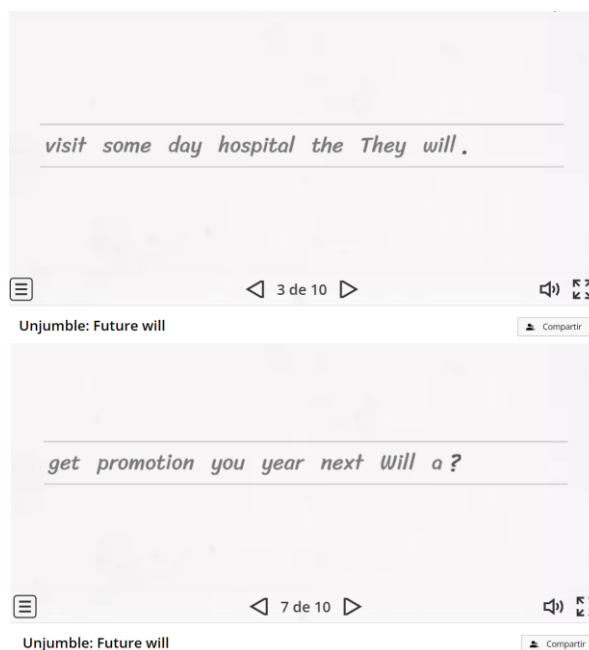 visit some day hospital the They will .
3 de 10
Unjumble: Future will
Compartir
get promotion you year next Will a ?
7 de 10
Unjumble: Future will
Compartir